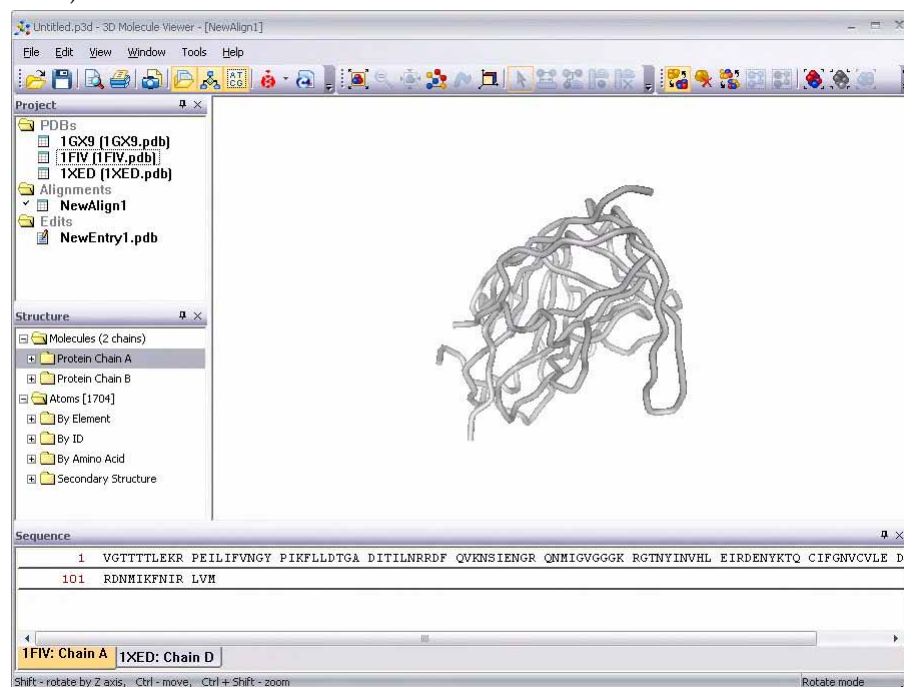 Untitled.p3d - 3D Molecule Viewer - [NewAlign1]
File Edit View Window Tools Help
AT
CG
Project
PDBs
1GX9 (1GX9.pdb)
1FIV (1FIV.pdb)
1XED (1XED.pdb)
Alignments
NewAlign1
Edits
NewEntry1.pdb
Structure
Molecules (2 chains)
Protein Chain A
Protein Chain B
Atoms [1704]
By Element
By ID
By Amino Acid
Secondary Structure
Sequence
1 VGTTTTLEKR PEILIFVNGY PIKFLLDTGA DITILNRRDF QVKNSIENGR QNMIGVGGGK RGTNYINVHL EIRDENYKTQ CIFGNVCVLE D
101 RDNMIKFNIR LVM
1FIV: Chain A 1XED: Chain D
Shift - rotate by Z axis, Ctrl - move, Ctrl + Shift - zoom Rotate mode